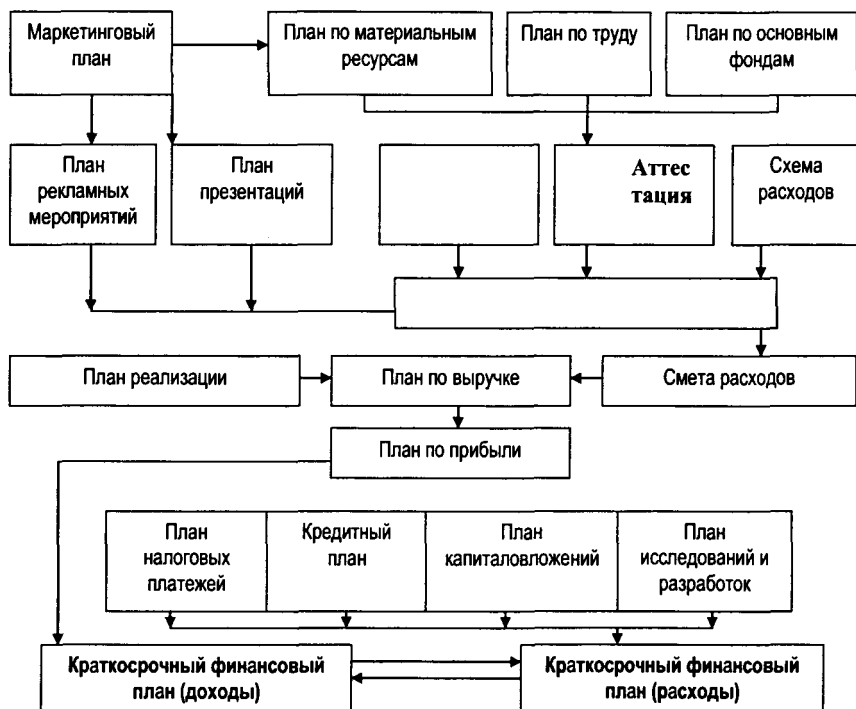 Маркетинговый
план
План по материальным
ресурсам
План по труду
План по основным
фондам
План
рекламных
мероприятий
План
презентаций
Аттес
тация
Схема
расходов
План реализации
План по выручке
Смета расходов
План по прибыли
План
налоговых
платежей
Кредитный
план
План
капиталовложений
План
исследований и
разработок
Краткосрочный финансовый
план (доходы)
Краткосрочный финансовый
план (расходы)